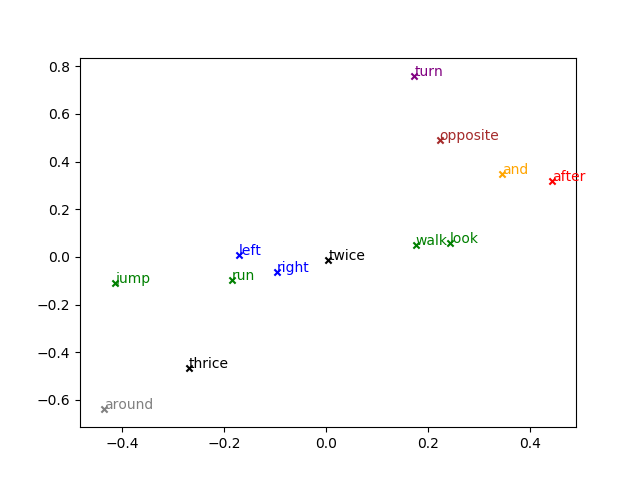 0.8
turn
0.6
opposite
0.4
and
after
0.2
walk
look
0.0
left
twice
right
run
jump
−0.2
−0.4
thrice
−0.6
around
−0.4
−0.2
0.0
0.2
0.4